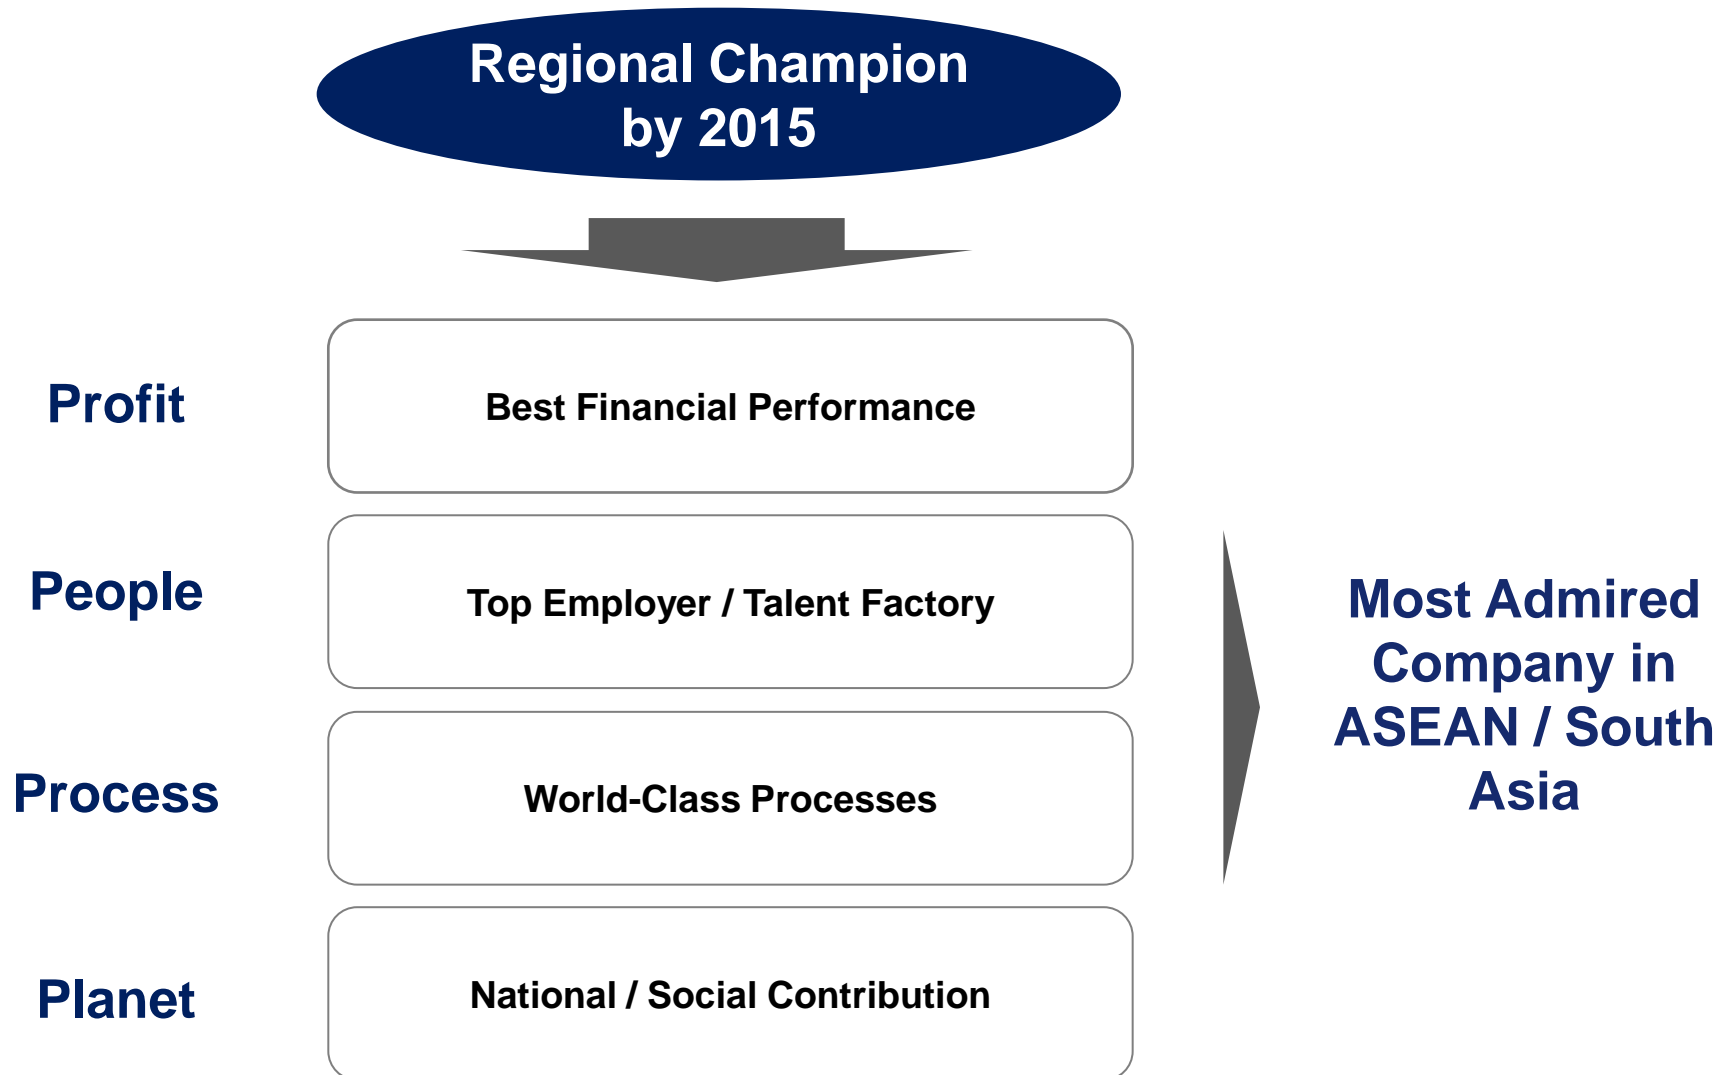 Regional Champion
by 2015
Profit
Best Financial Performance
People
Top Employer / Talent Factory
Process
World-Class Processes
Planet
National / Social Contribution
Most Admired
Company in
ASEAN / South
Asia